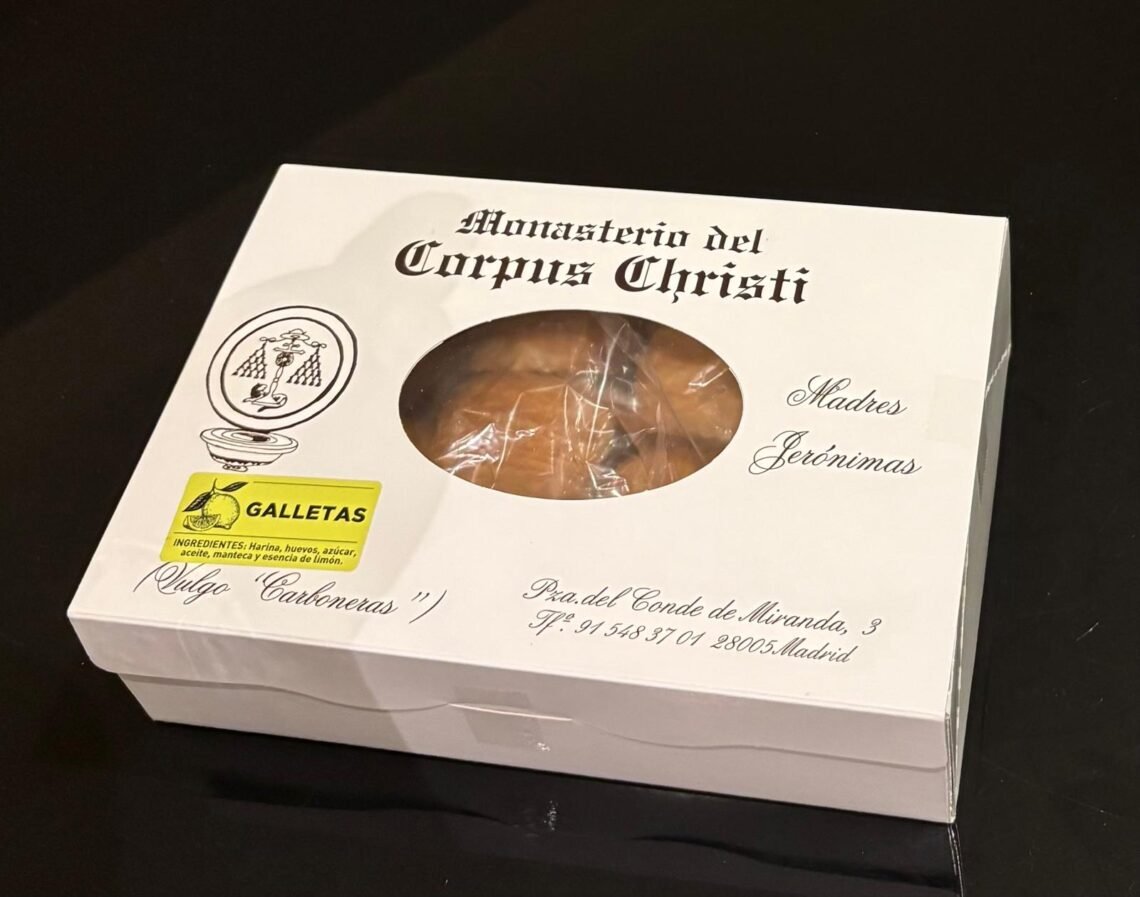 Monasterio del
Corpus Christi
Madres
Jerónimas
GALLETAS
INGREDIENTES: Harina, huevos, azúcar,
aceite, manteca y esencia de limón.
(Vulgo "Carboneras")
Pza. del Conde de Miranda, 3
Tfº. 91 548 37 01 28005 Madrid